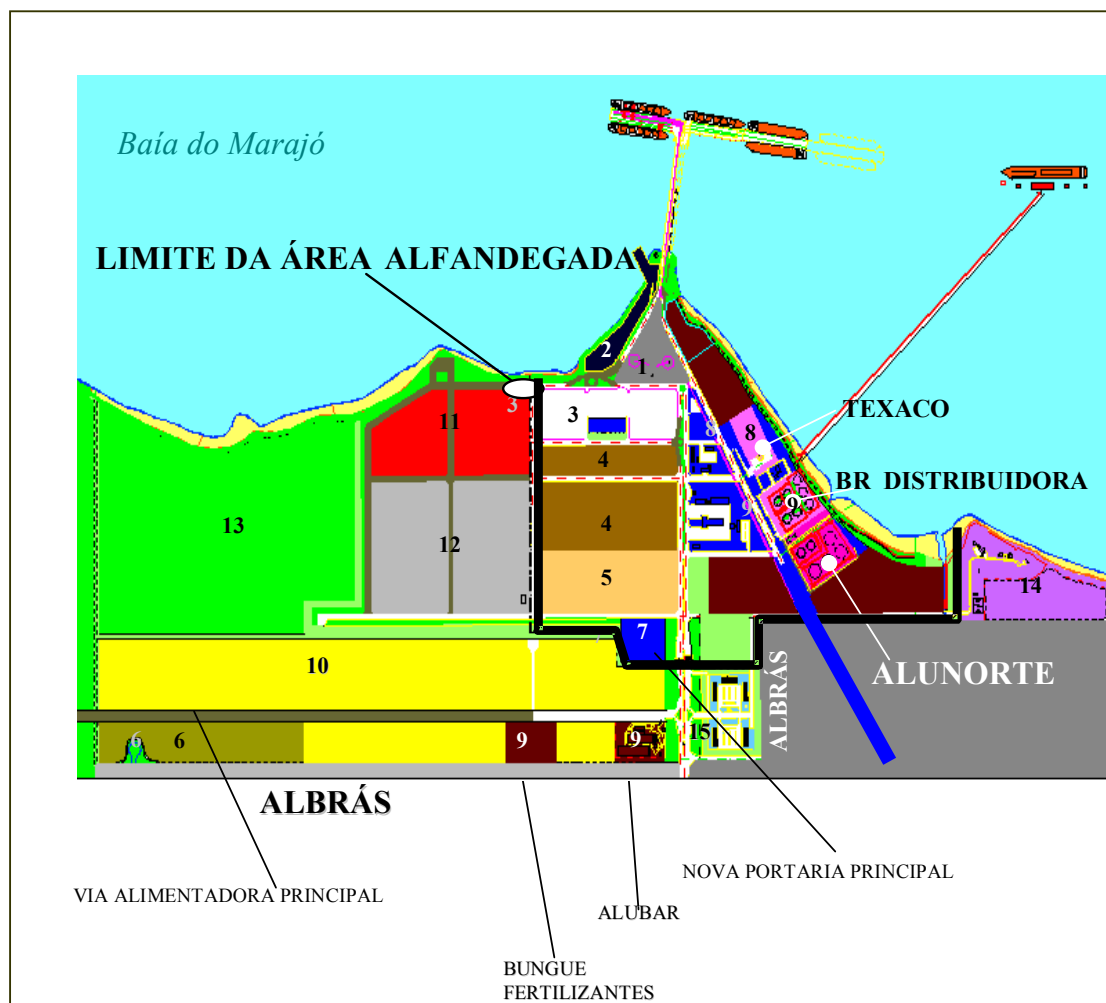 Baía do Marajó
LIMITE DA ÁREA ALFANDEGADA
2
1
TEXACO
3
3
8
8
11
4
BR DISTRIBUIDORA
9
9
13
12
4
5
14
7
10
ALUNORTE
ALBRÁS
6
6
9
9
15
ALBRÁS
VIA ALIMENTADORA PRINCIPAL
NOVA PORTARIA PRINCIPAL
ALUBAR
BUNGUE
FERTILIZANTES